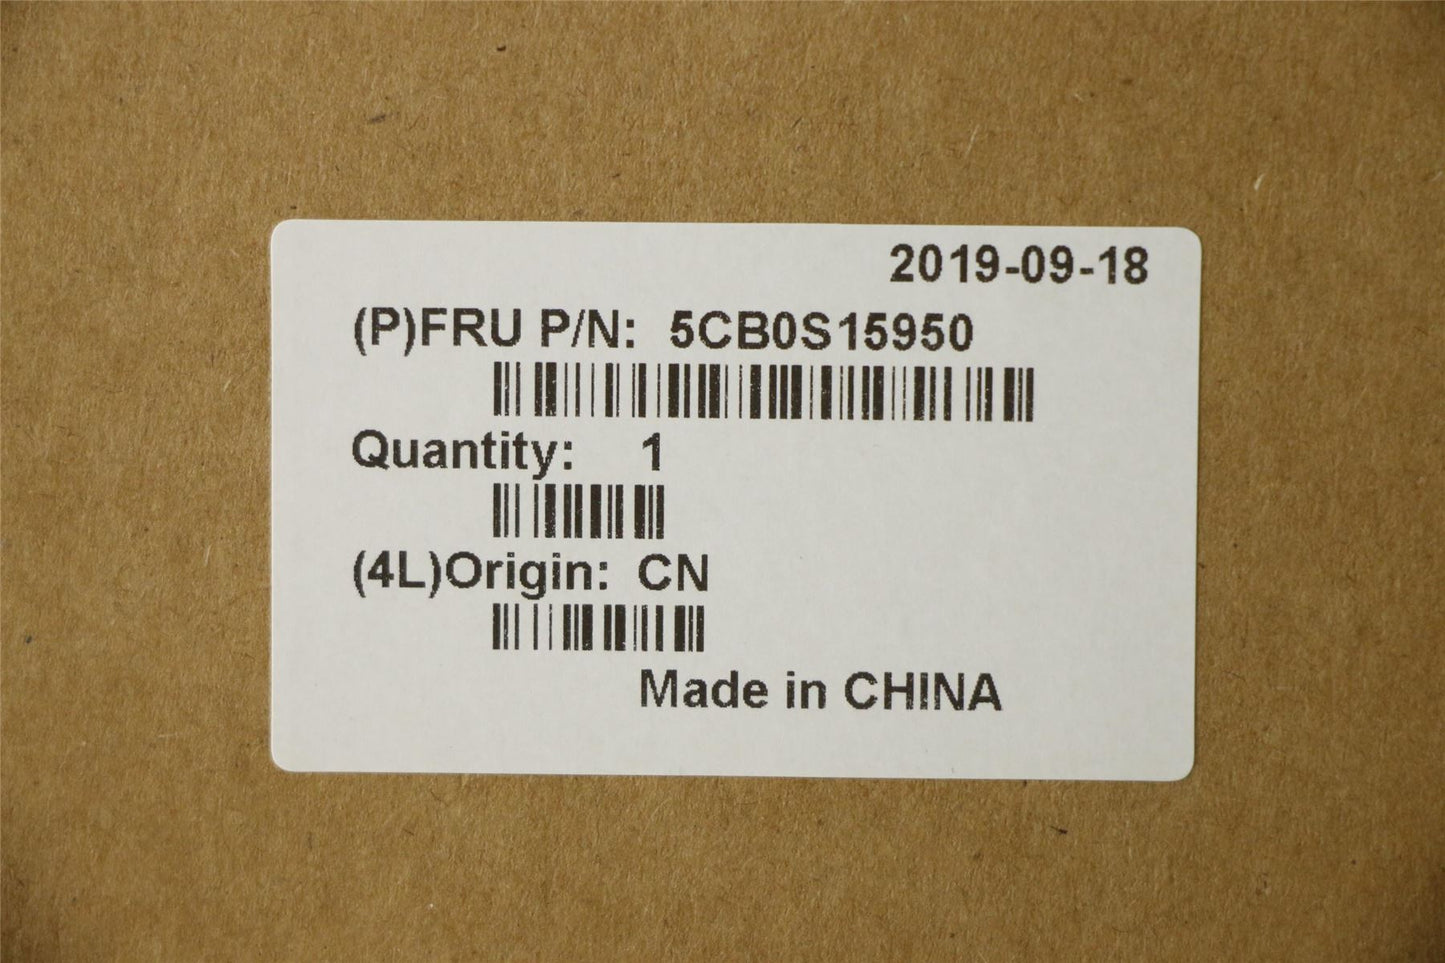 2019-09-18
(P)FRU P/N: 5CB0S15950
Quantity: 1
(4L)Origin: CN
Made in CHINA